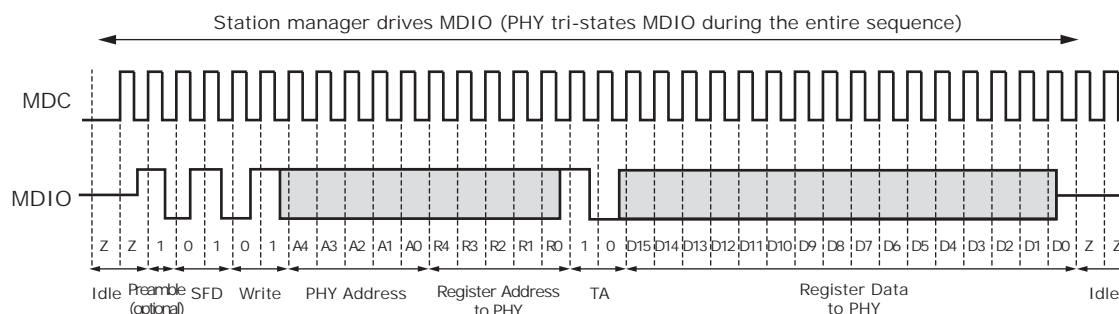 Station manager drives MDIO (PHY tri-states MDIO during the entire sequence)
MDC
MDIO
Z Z 1 0 1 0 1 A4 A3 A2 A1 A0 R4 R3 R2 R1 R0 1 0 D15 D14 D13 D12 D11 D10 D9 D8 D7 D6 D5 D4 D3 D2 D1 D0 Z Z
Idle Preamble SFD Write PHY Address Register Address TA Register Data Idle
(optional) to PHY to PHY